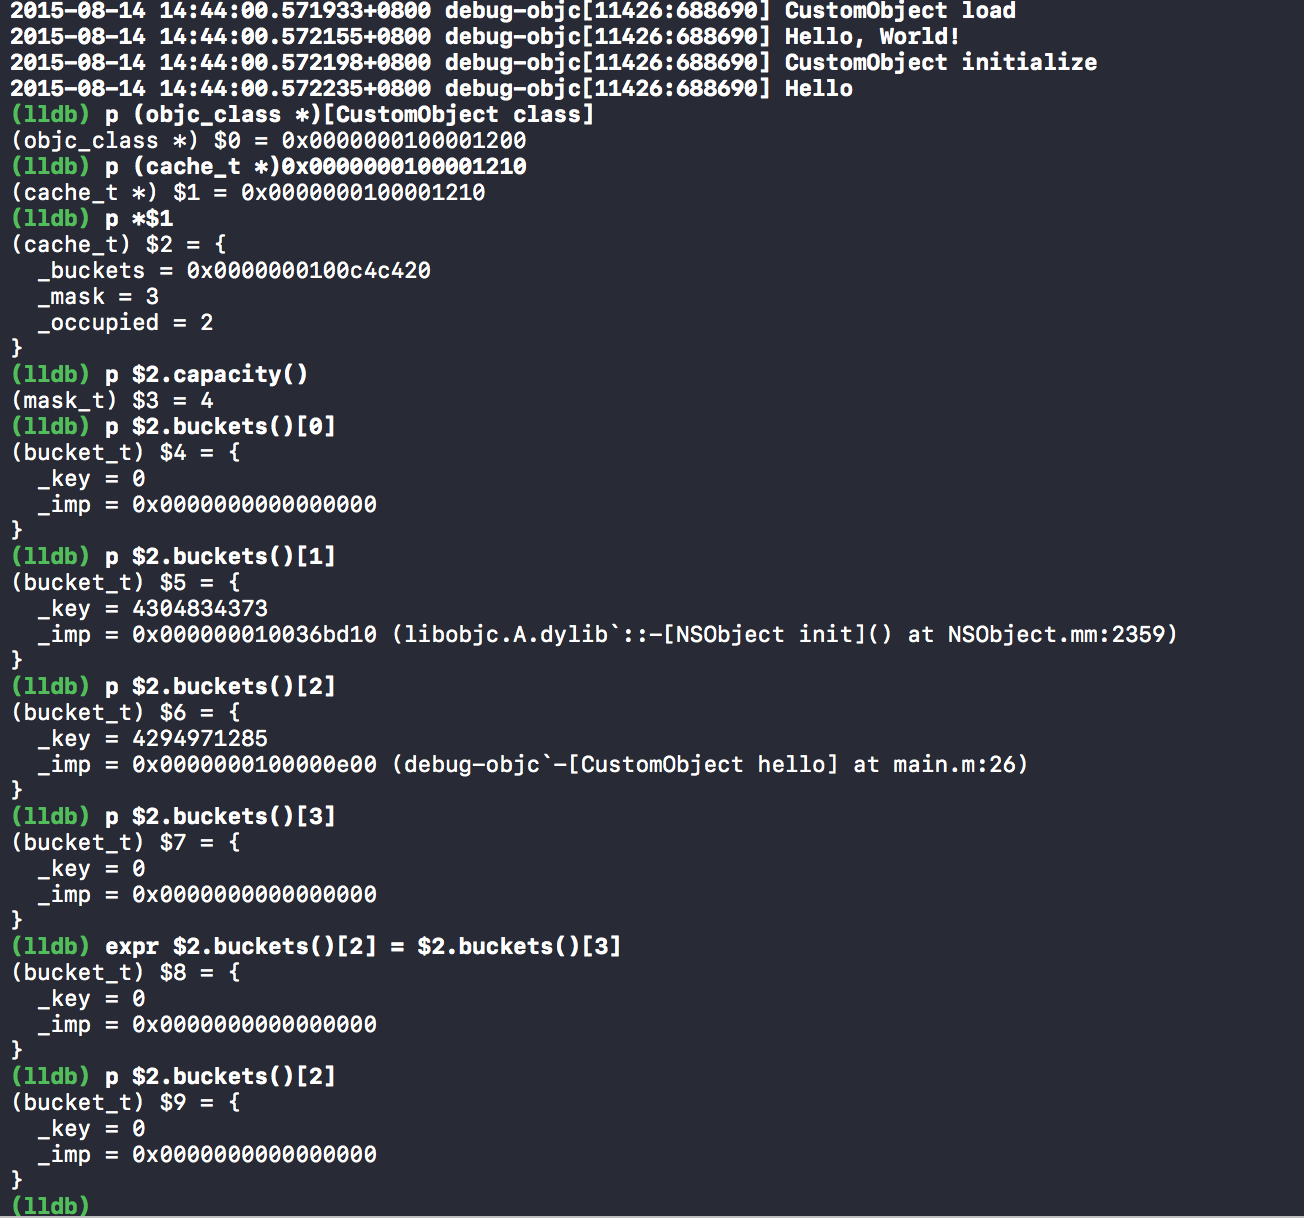 2015-08-14 14:44:00.571933+0800 debug-objc[11426:688690] CustomObject load
2015-08-14 14:44:00.572155+0800 debug-objc[11426:688690] Hello, World!
2015-08-14 14:44:00.572198+0800 debug-objc[11426:688690] CustomObject initialize
2015-08-14 14:44:00.572235+0800 debug-objc[11426:688690] Hello
(lldb) p (objc_class *)[CustomObject class]
(objc_class *) $0 = 0x0000000100001200
(lldb) p (cache_t *)0x0000000100001210
(cache_t *) $1 = 0x0000000100001210
(lldb) p *$1
(cache_t) $2 = {
  _buckets = 0x0000000100c4c420
  _mask = 3
  _occupied = 2
}
(lldb) p $2.capacity()
(mask_t) $3 = 4
(lldb) p $2.buckets()[0]
(bucket_t) $4 = {
  _key = 0
  _imp = 0x0000000000000000
}
(lldb) p $2.buckets()[1]
(bucket_t) $5 = {
  _key = 4304834373
  _imp = 0x000000010036bd10 (libobjc.A.dylib`::-[NSObject init]() at NSObject.mm:2359)
}
(lldb) p $2.buckets()[2]
(bucket_t) $6 = {
  _key = 4294971285
  _imp = 0x0000000100000e00 (debug-objc`-[CustomObject hello] at main.m:26)
}
(lldb) p $2.buckets()[3]
(bucket_t) $7 = {
  _key = 0
  _imp = 0x0000000000000000
}
(lldb) expr $2.buckets()[2] = $2.buckets()[3]
(bucket_t) $8 = {
  _key = 0
  _imp = 0x0000000000000000
}
(lldb) p $2.buckets()[2]
(bucket_t) $9 = {
  _key = 0
  _imp = 0x0000000000000000
}
(lldb)